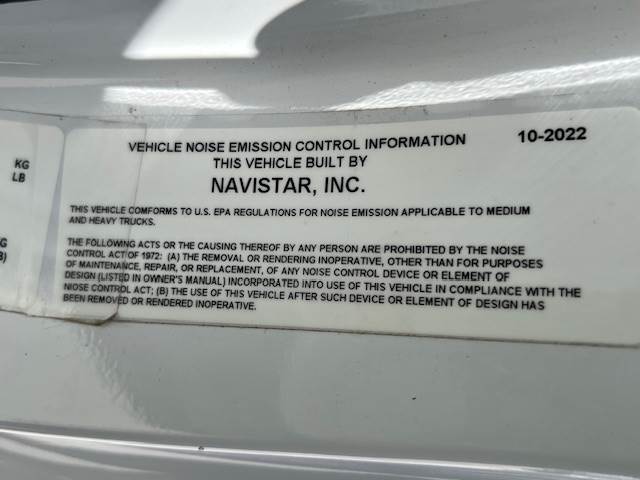 VEHICLE NOISE EMISSION CONTROL INFORMATION 10-2022
THIS VEHICLE BUILT BY
NAVISTAR, INC.
KG
LB
THIS VEHICLE COMFORMS TO U.S. EPA REGULATIONS FOR NOISE EMISSION APPLICABLE TO MEDIUM
AND HEAVY TRUCKS.
THE FOLLOWING ACTS OR THE CAUSING THEREOF BY ANY PERSON ARE PROHIBITED BY THE NOISE
CONTROL ACT OF 1972: (A) THE REMOVAL OR RENDERING INOPERATIVE, OTHER THAN FOR PURPOSES
OF MAINTENANCE, REPAIR, OR REPLACEMENT, OF ANY NOISE CONTROL DEVICE OR ELEMENT OF
DESIGN (LISTED IN OWNER'S MANUAL) INCORPORATED INTO USE OF THIS VEHICLE IN COMPLIANCE WITH THE
NIOSE CONTROL ACT; (B) THE USE OF THIS VEHICLE AFTER SUCH DEVICE OR ELEMENT OF DESIGN HAS
BEEN REMOVED OR RENDERED INOPERATIVE.